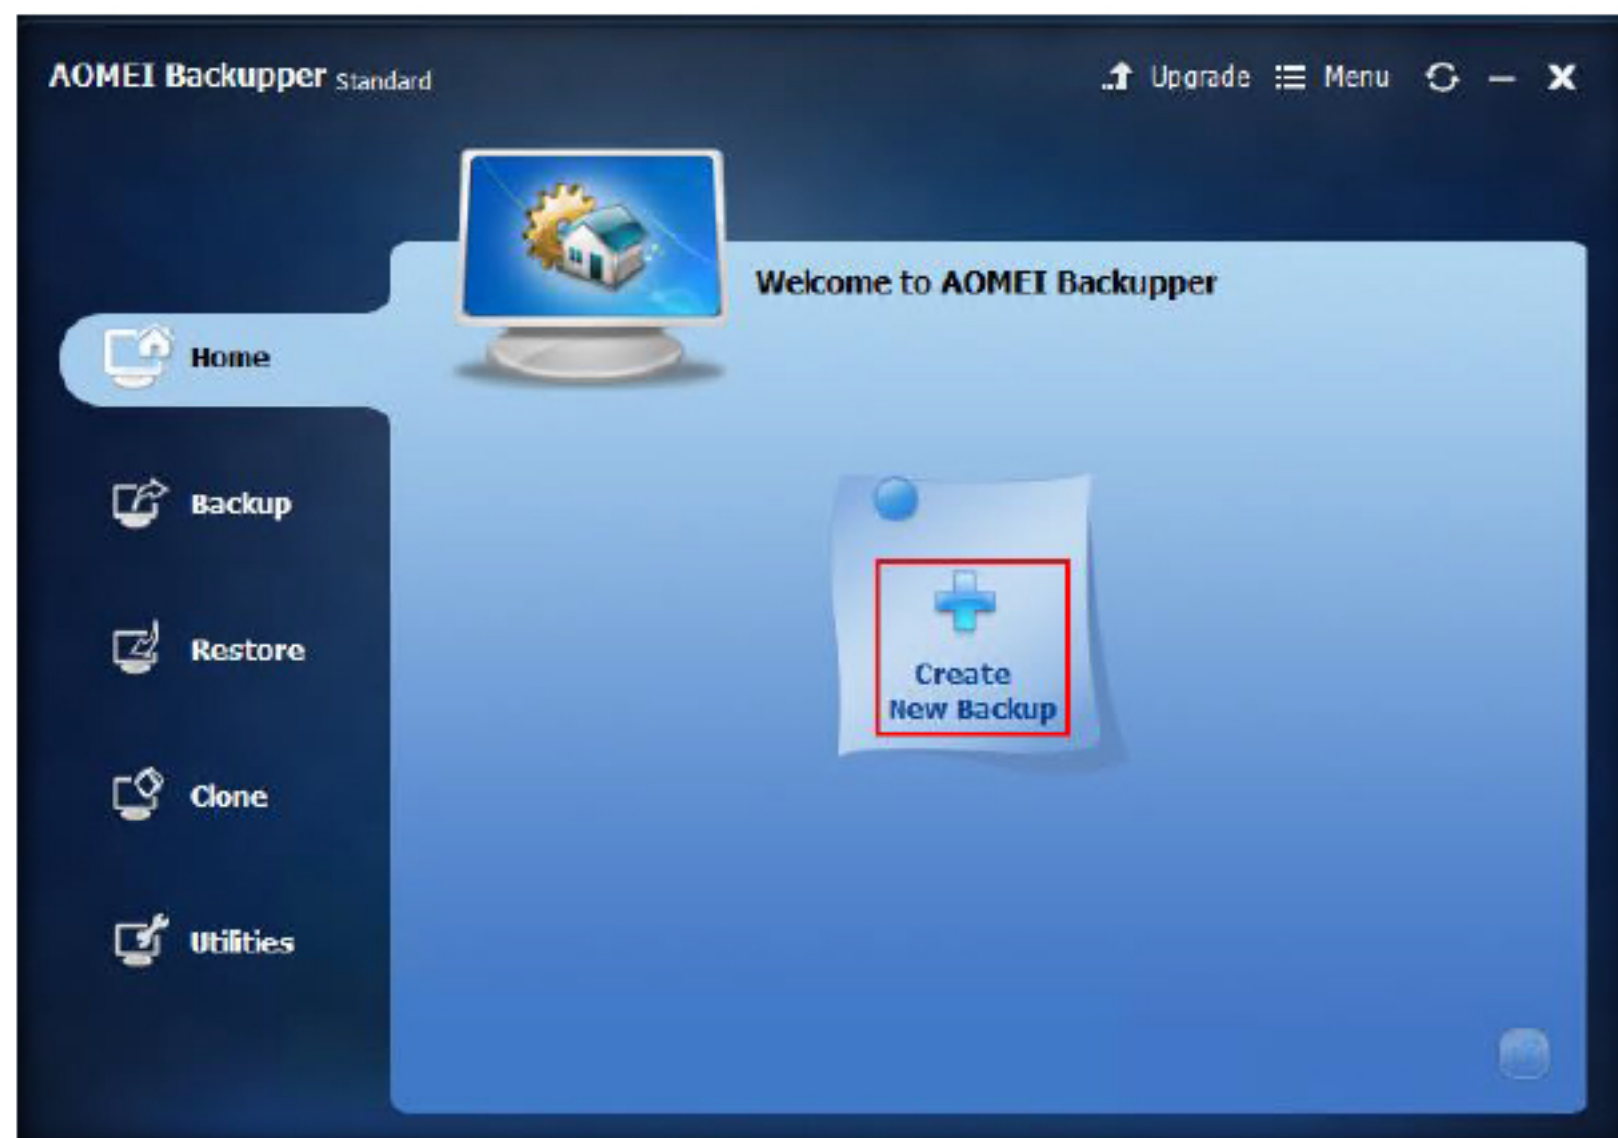 AOMEI Backupper Standard
Upgrade Menu
Welcome to AOMEI Backupper
Home
Backup
Restore
Clone
Utilities
Create
New Backup